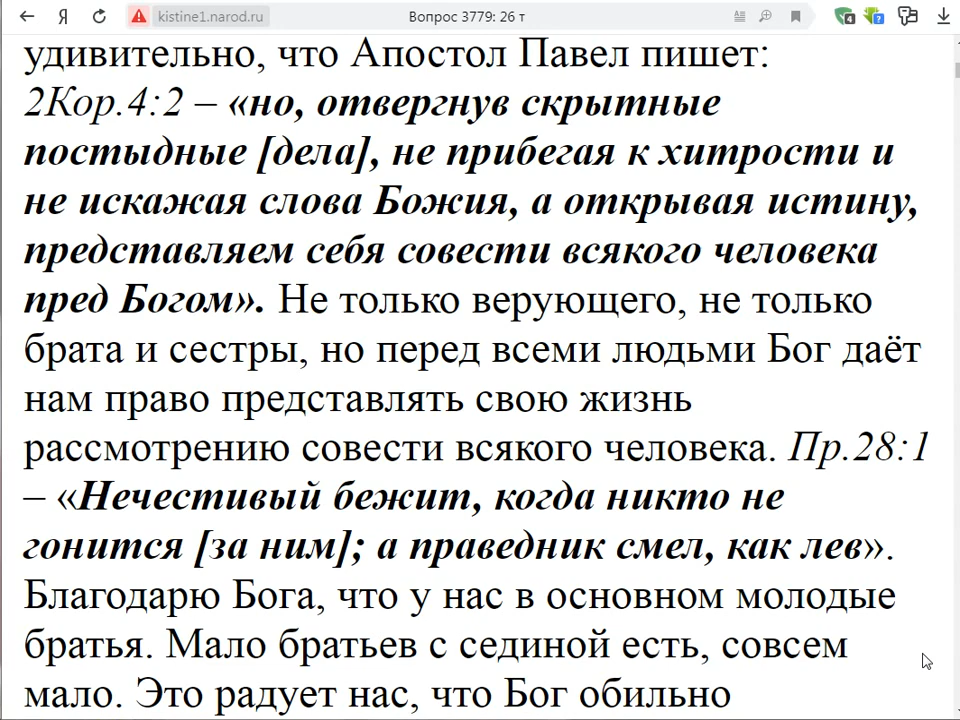 kistine1.narod.ru
Вопрос 3779: 26 т
4
?
удивительно, что Апостол Павел пишет:
2Кор.4:2 – «но, отвергнув скрытные
постыдные [дела], не прибегая к хитрости и
не искажая слова Божия, а открывая истину,
представляем себя совести всякого человека
пред Богом». Не только верующего, не только
брата и сестры, но перед всеми людьми Бог даёт
нам право представлять свою жизнь
рассмотрению совести всякого человека. Пр.28:1
– «Нечестивый бежит, когда никто не
гонится [за ним]; а праведник смел, как лев».
Благодарю Бога, что у нас в основном молодые
братья. Мало братьев с сединой есть, совсем
мало. Это радует нас, что Бог обильно